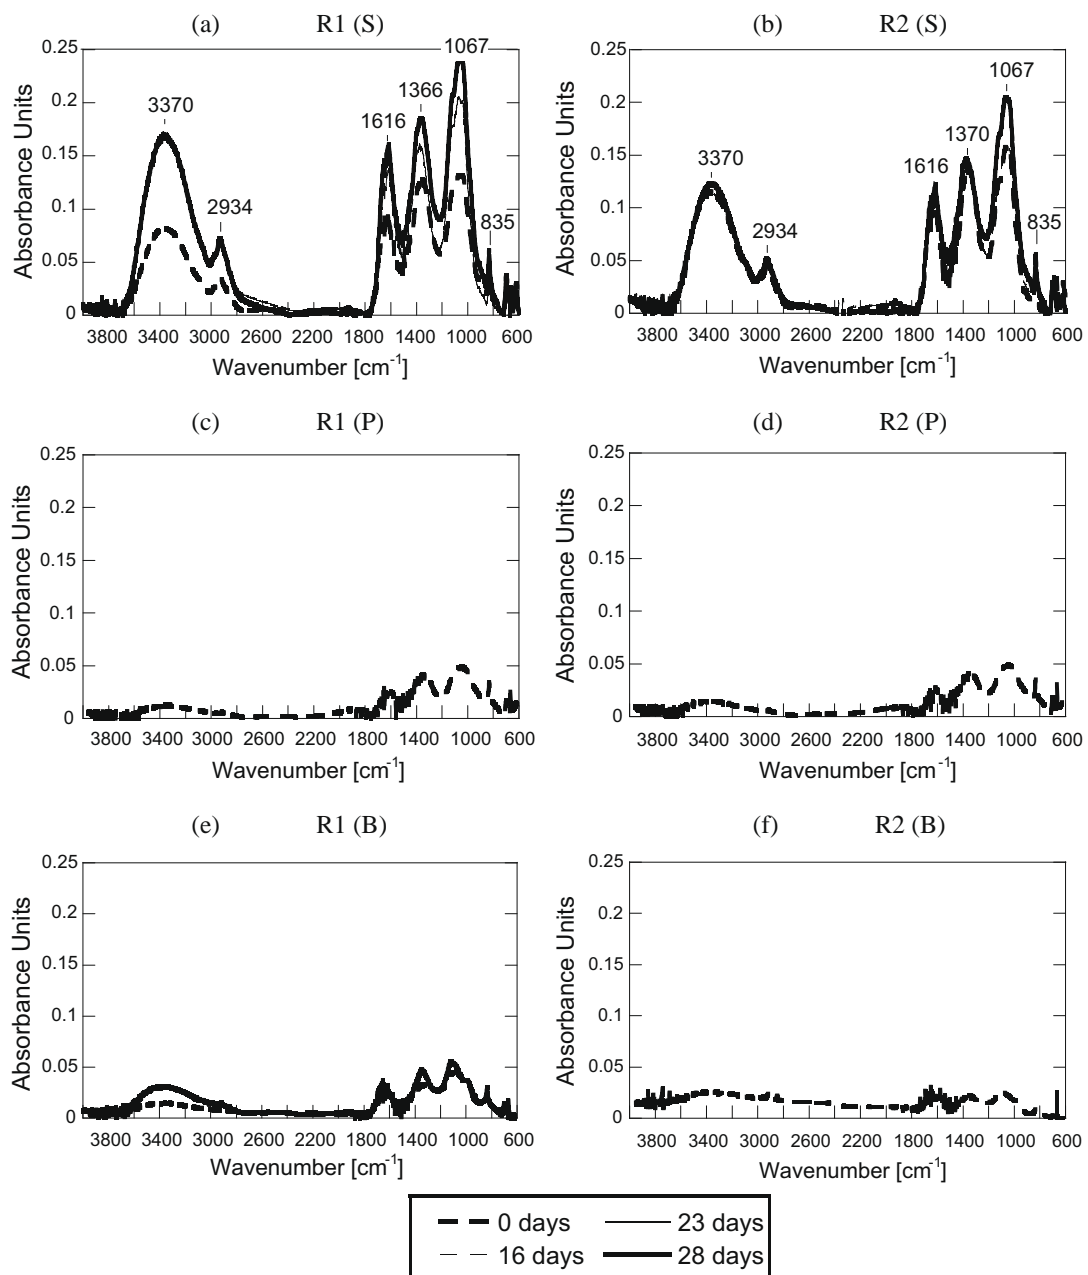 (a) R1 (S)
0.25
0.2
0.15
0.1
0.05
0
Absorbance Units
3370
2934
1616
1366
1067
835
3800 3400 3000 2600 2200 1800 1400 1000 600
Wavenumber [cm-1]
(b) R2 (S)
0.25
0.2
0.15
0.1
0.05
0
Absorbance Units
3370
2934
1616
1370
1067
835
3800 3400 3000 2600 2200 1800 1400 1000 600
Wavenumber [cm-1]
(c) R1 (P)
0.25
0.2
0.15
0.1
0.05
0
Absorbance Units
3800 3400 3000 2600 2200 1800 1400 1000 600
Wavenumber [cm-1]
(d) R2 (P)
0.25
0.2
0.15
0.1
0.05
0
Absorbance Units
3800 3400 3000 2600 2200 1800 1400 1000 600
Wavenumber [cm-1]
(e) R1 (B)
0.25
0.2
0.15
0.1
0.05
0
Absorbance Units
3800 3400 3000 2600 2200 1800 1400 1000 600
Wavenumber [cm-1]
(f) R2 (B)
0.25
0.2
0.15
0.1
0.05
0
Absorbance Units
3800 3400 3000 2600 2200 1800 1400 1000 600
Wavenumber [cm-1]
0 days 23 days
16 days 28 days